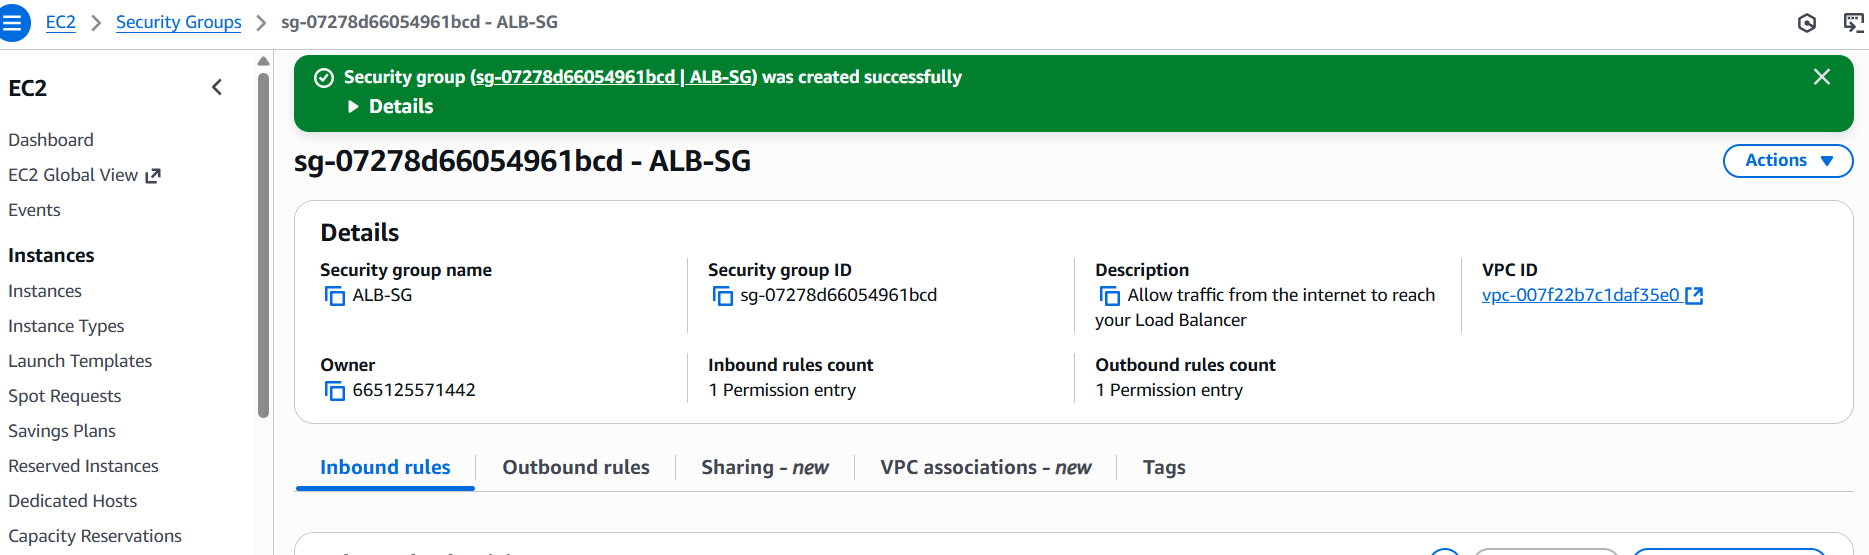 EC2 > Security Groups > sg-07278d66054961bcd - ALB-SG
EC2
Dashboard
EC2 Global View
Events
Instances
Instances
Instance Types
Launch Templates
Spot Requests
Savings Plans
Reserved Instances
Dedicated Hosts
Capacity Reservations
Security group (sg-07278d66054961bcd | ALB-SG) was created successfully
Details
sg-07278d66054961bcd - ALB-SG
Actions
Details
Security group name
ALB-SG
Security group ID
sg-07278d66054961bcd
Description
Allow traffic from the internet to reach
your Load Balancer
VPC ID
vpc-007f22b7c1daf35e0
Owner
665125571442
Inbound rules count
1 Permission entry
Outbound rules count
1 Permission entry
Inbound rules
Outbound rules
Sharing - new
VPC associations - new
Tags